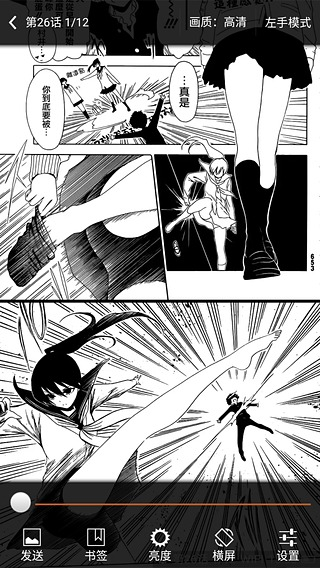 第26话 1/12
画质：高清
左手模式
…真是
你到底要被…
653
发送
书签
亮度
横屏
设置